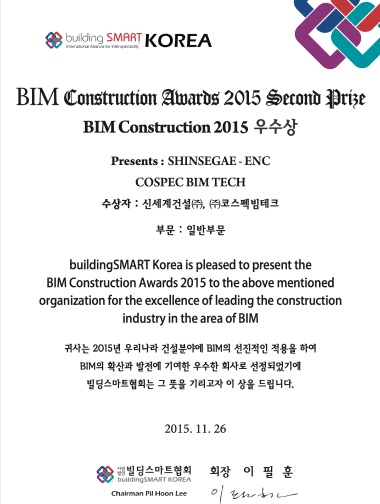 building SMART KOREA
International Alliance for Interoperability
BIM Construction Awards 2015 Second Prize
BIM Construction 2015 우수상
Presents : SHINSEGAE - ENC
COSPEC BIM TECH
수상자 : 신세계건설㈜, ㈜코스펙빔테크
부문 : 일반부문
buildingSMART Korea is pleased to present the
BIM Construction Awards 2015 to the above mentioned
organization for the excellence of leading the construction
industry in the area of BIM
귀사는 2015년 우리나라 건설분야에 BIM의 선진적인 적용을 하여
BIM의 확산과 발전에 기여한 우수한 회사로 선정되었기에
빌딩스마트협회는 그 뜻을 기리고자 이 상을 드립니다.
2015. 11. 26
사단법인 빌딩스마트협회 회장 이 필 훈
buildingSMART KOREA
Chairman Pil Hoon Lee